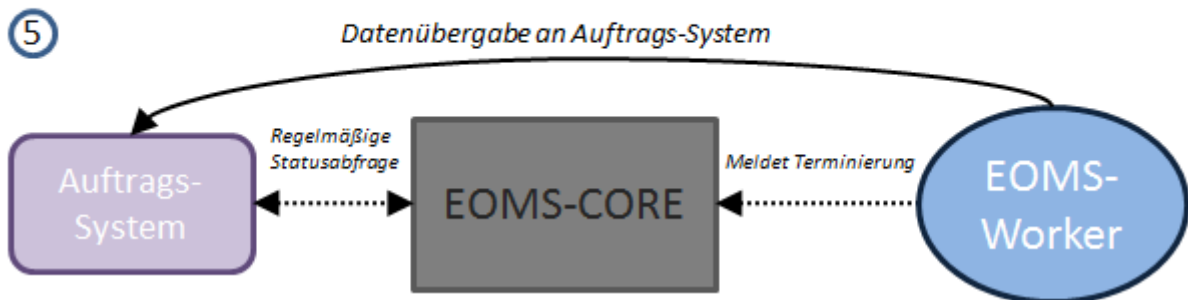 5
Datenübergabe an Auftrags-System
Regelmäßige
Statusabfrage
Auftrags-
System
EOMS-CORE
Meldet Terminierung
EOMS-
Worker